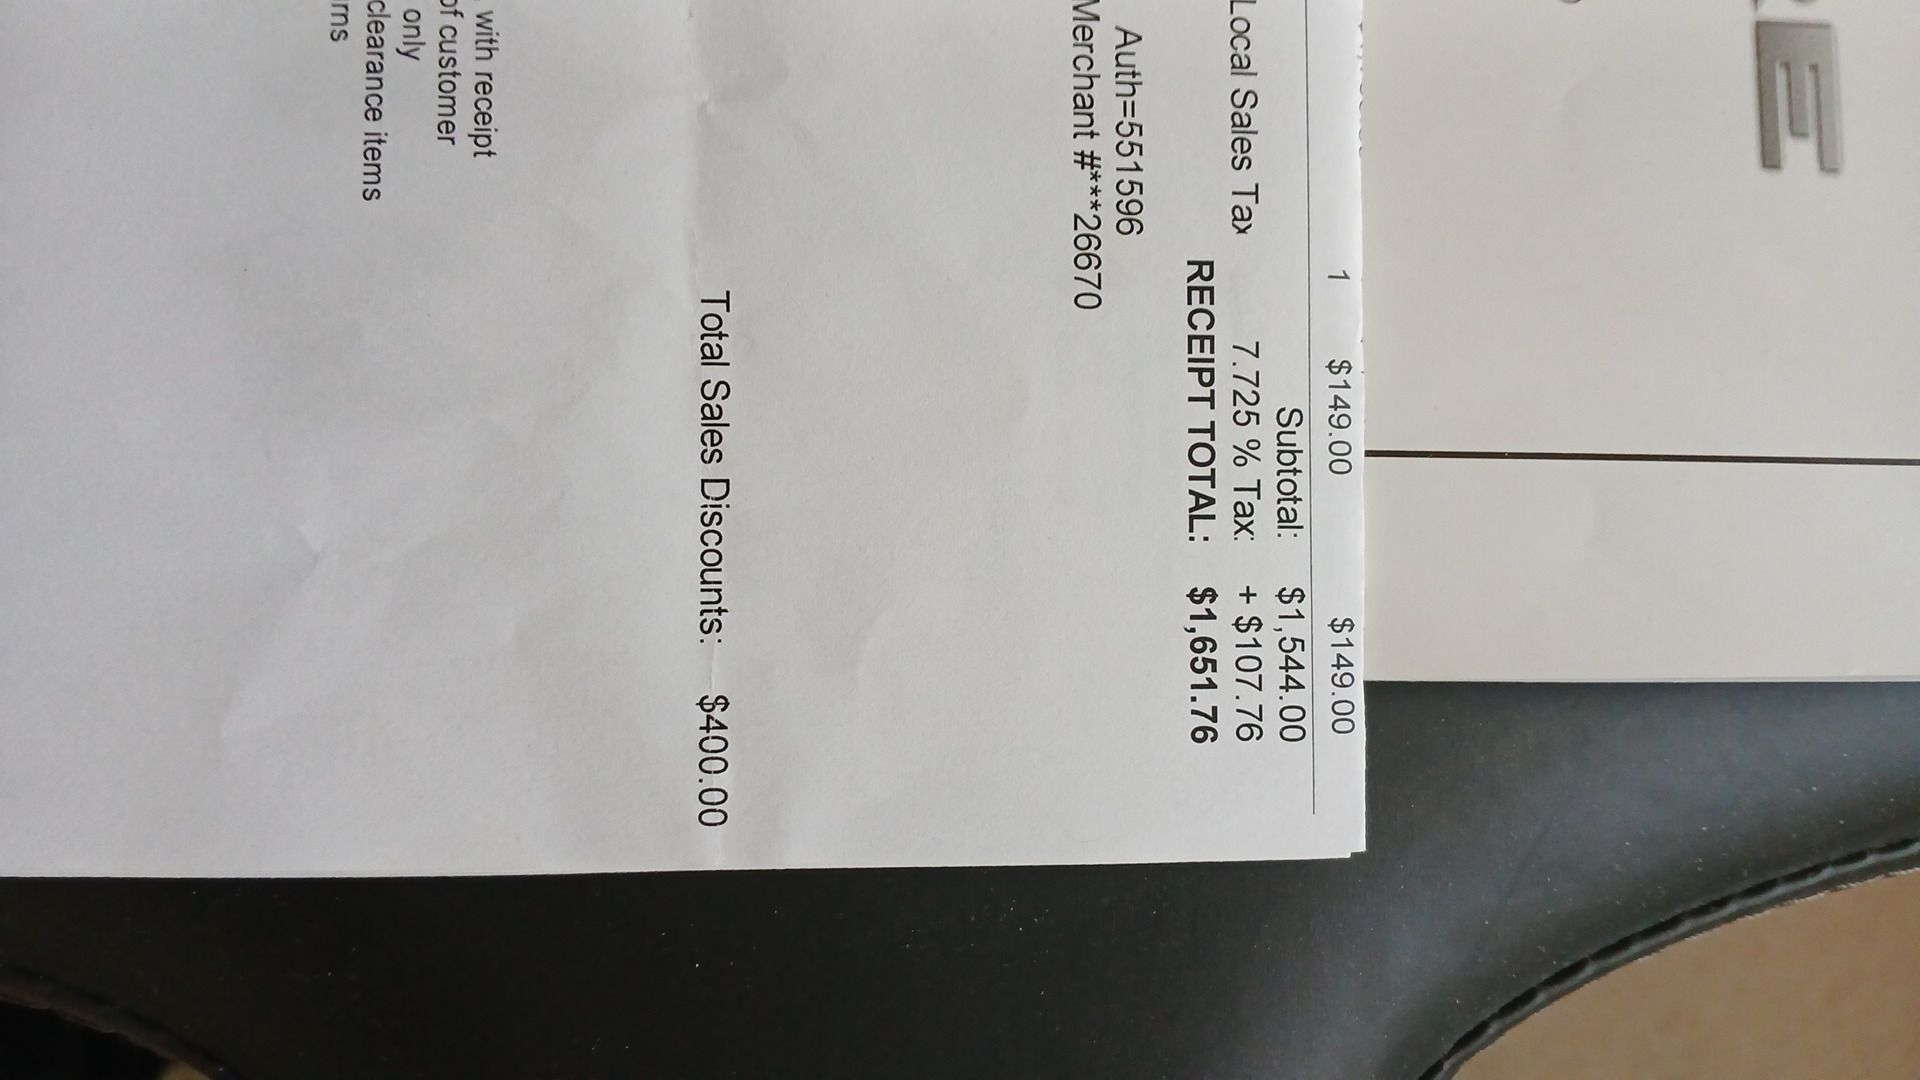 1 $149.00 $149.00
Subtotal: $1,544.00
Local Sales Tax 7.725 % Tax: + $107.76
RECEIPT TOTAL: $1,651.76
Auth=551596
Merchant #***26670
Total Sales Discounts: $400.00
with receipt
of customer
only
clearance items